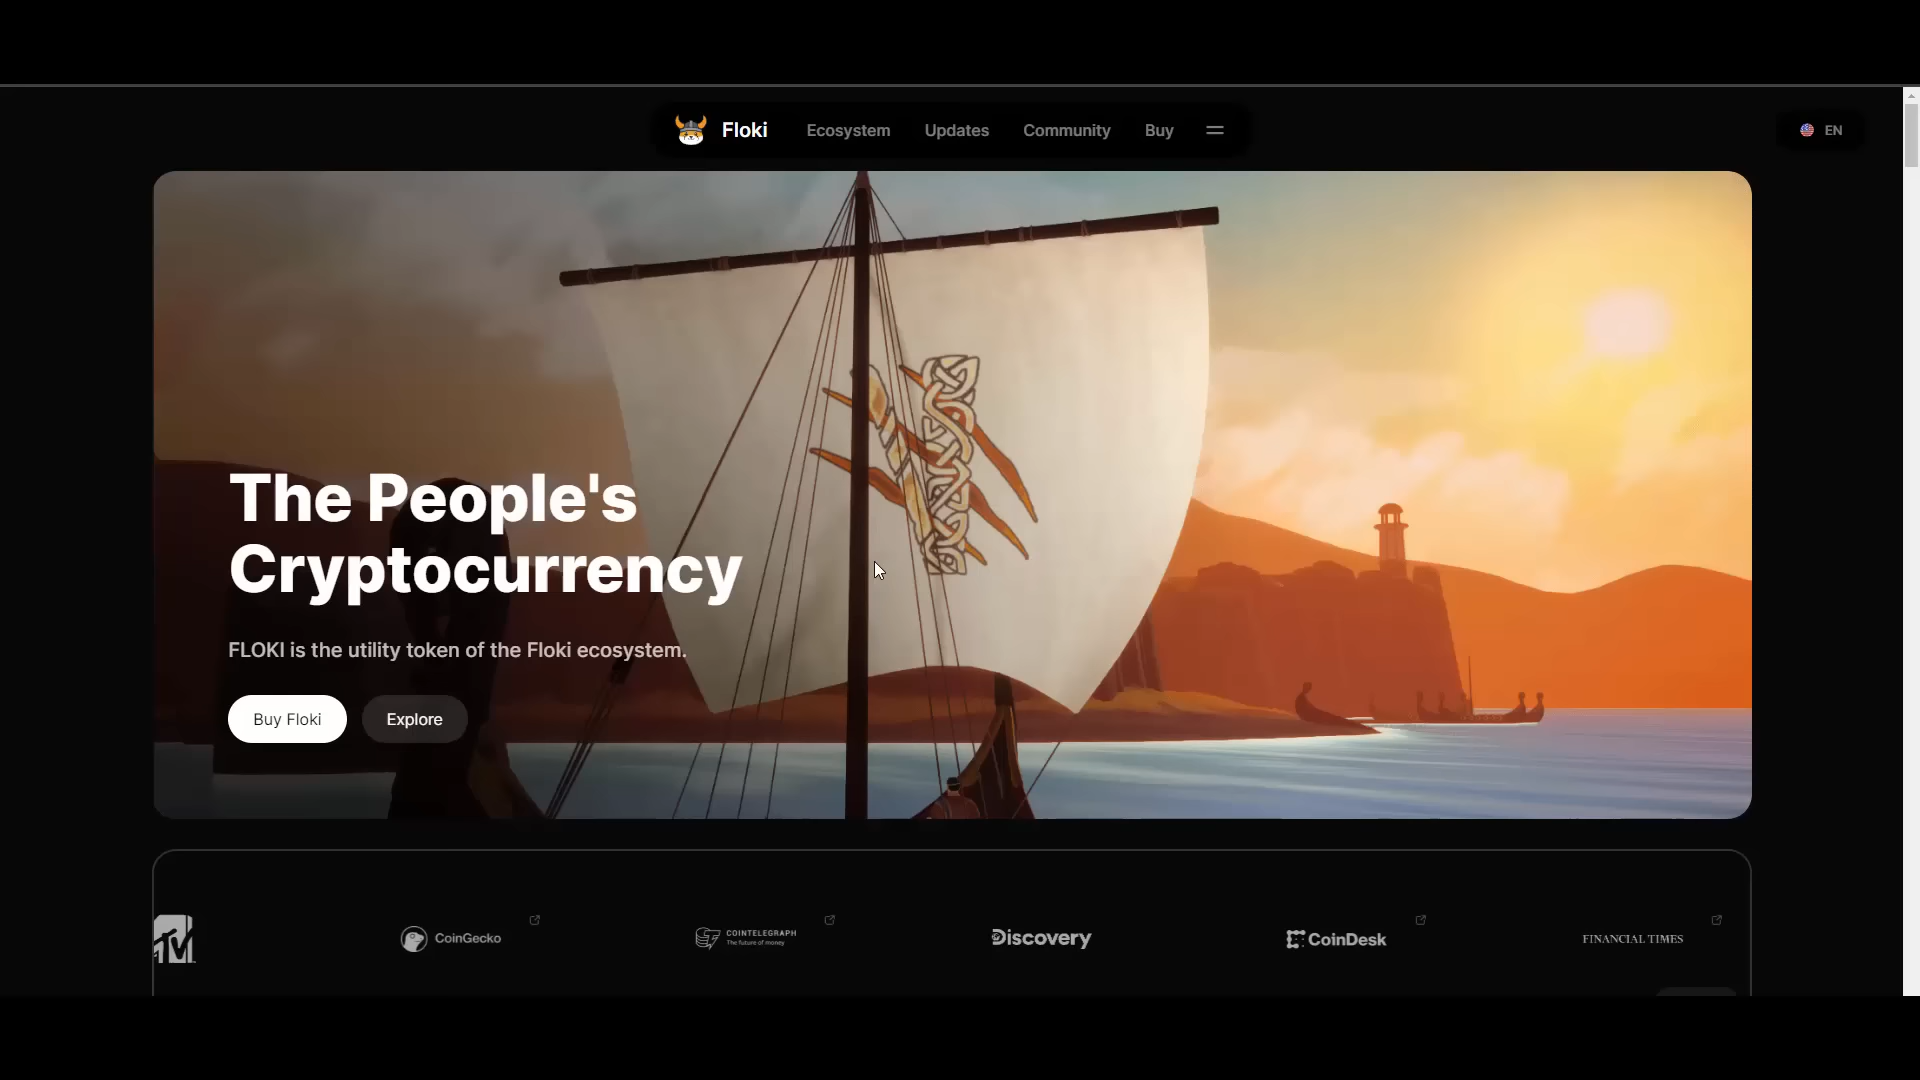 Floki Ecosystem Updates Community Buy
EN
The People's
Cryptocurrency
FLOKI is the utility token of the Floki ecosystem.
Buy Floki Explore
MTV CoinGecko COINTELEGRAPH Discovery CoinDesk FINANCIAL TIMES
The future of money